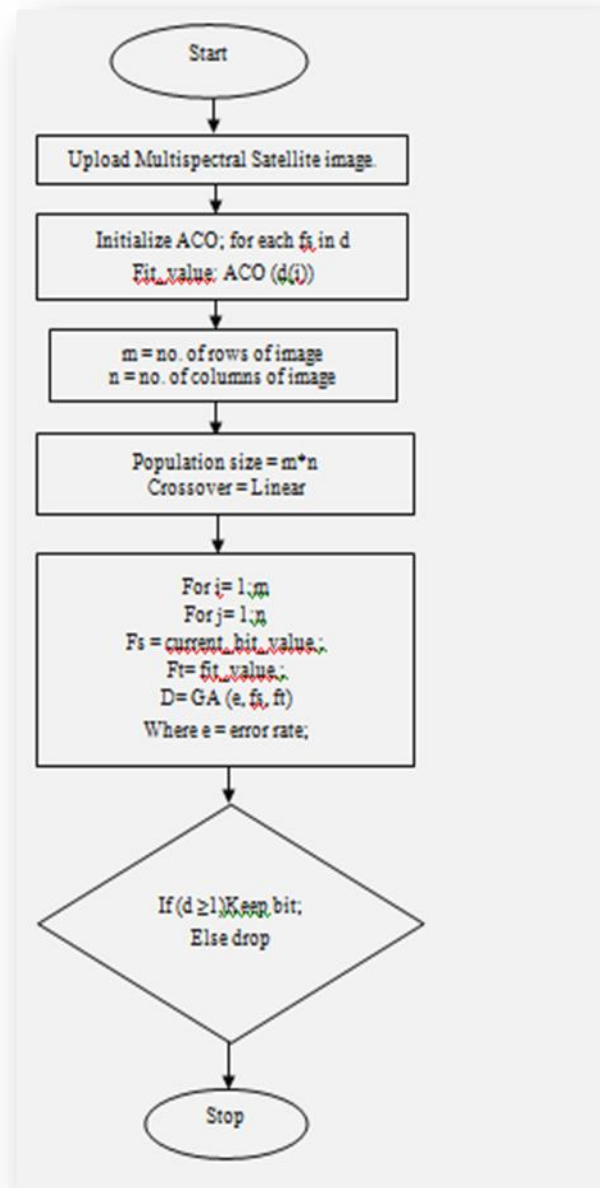 Start
Upload Multispectral Satellite image.
Initialize ACO; for each fs in d
Fit_value: ACO (d(i))
m = no. of rows of image
n = no. of columns of image
Population size = m*n
Crossover = Linear
For i= 1:m
For j= 1:n
Fs = current_bit_value;
Ft= fit_value;
D= GA (e, fs, ft)
Where e = error rate;
If (d ≥1)Keep bit;
Else drop
Stop